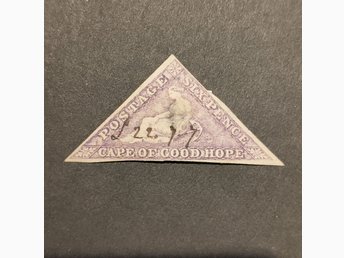 POSTAGE
SIX PENCE
CAPE OF GOOD HOPE